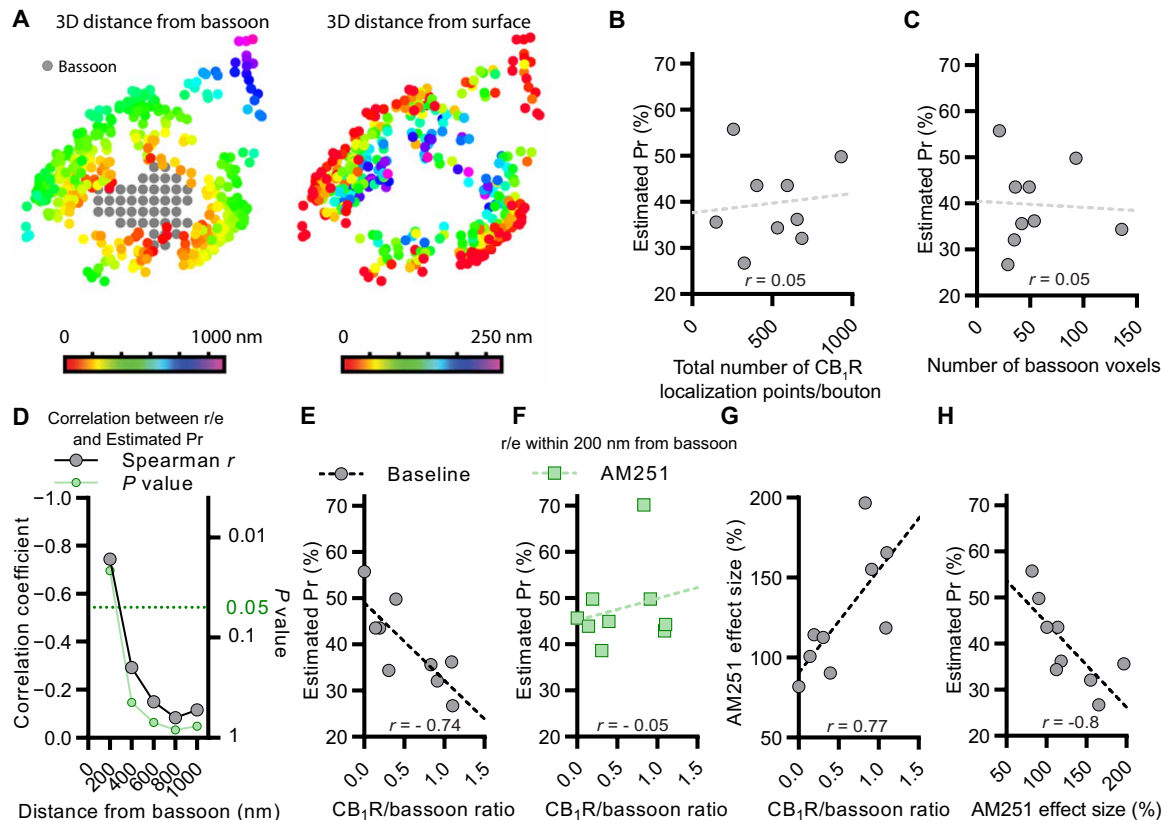 A
3D distance from bassoon
3D distance from surface
Bassoon
0
1000 nm
0
250 nm
B
Estimated Pr (%)
70
60
50
40
30
20
r = 0.05
0
500
1000
Total number of CB1R
localization points/bouton
C
Estimated Pr (%)
70
60
50
40
30
20
r = 0.05
0
50
100
150
Number of bassoon voxels
D
Correlation between r/e
and Estimated Pr
Spearman r
P value
Correlation coefficient
−1.0
−0.8
−0.6
−0.4
−0.2
0.0
0.01
0.05
0.1
1
P value
0
200
400
600
800
1000
Distance from bassoon (nm)
E
Baseline
Estimated Pr (%)
70
60
50
40
30
20
r = - 0.74
0.0
0.5
1.0
1.5
CB1R/bassoon ratio
F
r/e within 200 nm from bassoon
AM251
Estimated Pr (%)
70
60
50
40
30
20
r = - 0.05
0.0
0.5
1.0
1.5
CB1R/bassoon ratio
G
AM251 effect size (%)
200
150
100
50
r = 0.77
0.0
0.5
1.0
1.5
CB1R/bassoon ratio
H
Estimated Pr (%)
70
60
50
40
30
20
r = -0.8
50
100
150
200
AM251 effect size (%)